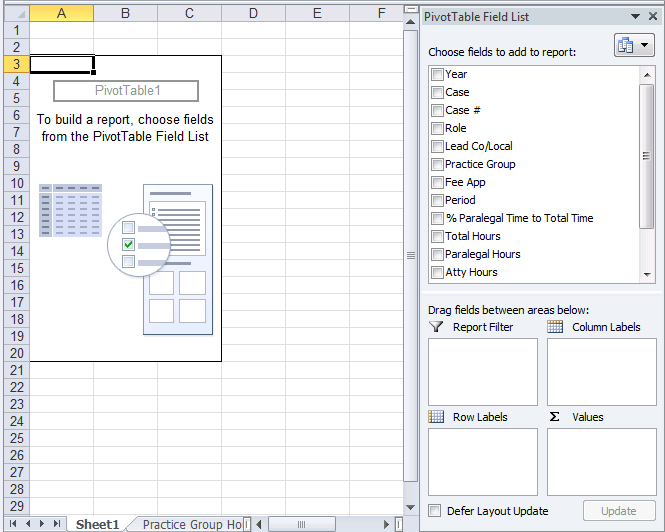 A B C D E F
1
2
3
4
5
6
7
8
9
10
11
12
13
14
15
16
17
18
19
20
21
22
23
24
25
26
27
28
29
PivotTable1
To build a report, choose fields
from the PivotTable Field List
Sheet1 Practice Group Ho
PivotTable Field List
Choose fields to add to report:
Year
Case
Case #
Role
Lead Co/Local
Practice Group
Fee App
Period
% Paralegal Time to Total Time
Total Hours
Paralegal Hours
Atty Hours
Drag fields between areas below:
Report Filter Column Labels
Row Labels Σ Values
Defer Layout Update Update